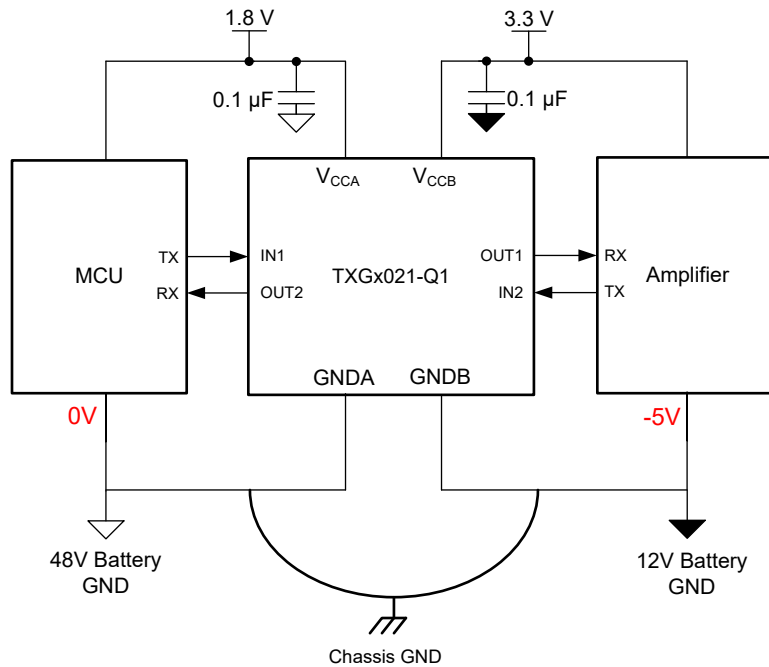 1.8 V
3.3 V
0.1 µF
0.1 µF
VCCA
VCCB
MCU
TX
RX
IN1
OUT2
TXGx021-Q1
OUT1
IN2
RX
TX
Amplifier
GNDA
GNDB
0V
-5V
48V Battery
GND
12V Battery
GND
Chassis GND